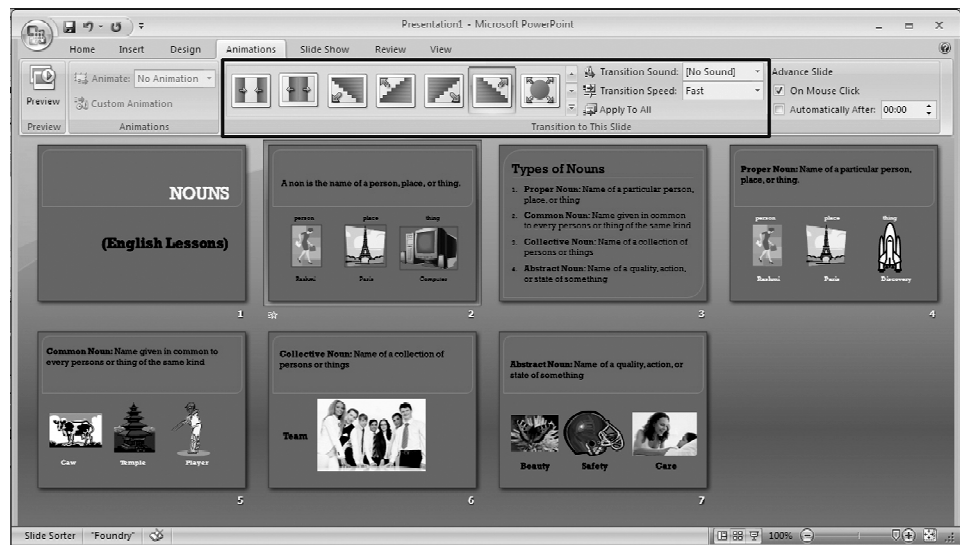 Presentation1 - Microsoft PowerPoint
Home Insert Design Animations Slide Show Review View
Preview
Animate: No Animation
Custom Animation
Transition Sound: [No Sound]
Transition Speed: Fast
Apply To All
Advance Slide
On Mouse Click
Automatically After: 00:00
Preview Animations Transition to This Slide
NOUNS
(English Lessons)
1
A non is the name of a person, place, or thing.
person place thing
Rashmi Paris Computer
2
Types of Nouns
1. Proper Noun: Name of a particular person,
place, or thing
2. Common Noun: Name given in common
to every persons or thing of the same kind
3. Collective Noun: Name of a collection of
persons or things
4. Abstract Noun: Name of a quality, action,
or state of something
3
Proper Noun: Name of a particular person,
place, or thing.
person place thing
Rashmi Paris Discovery
4
Common Noun: Name given in common to
every persons or thing of the same kind
Caw Temple Player
5
Collective Noun: Name of a collection of
persons or things
Team
6
Abstract Noun: Name of a quality, action, or
state of something
Beauty Safety Care
7
Slide Sorter "Foundry" 100%